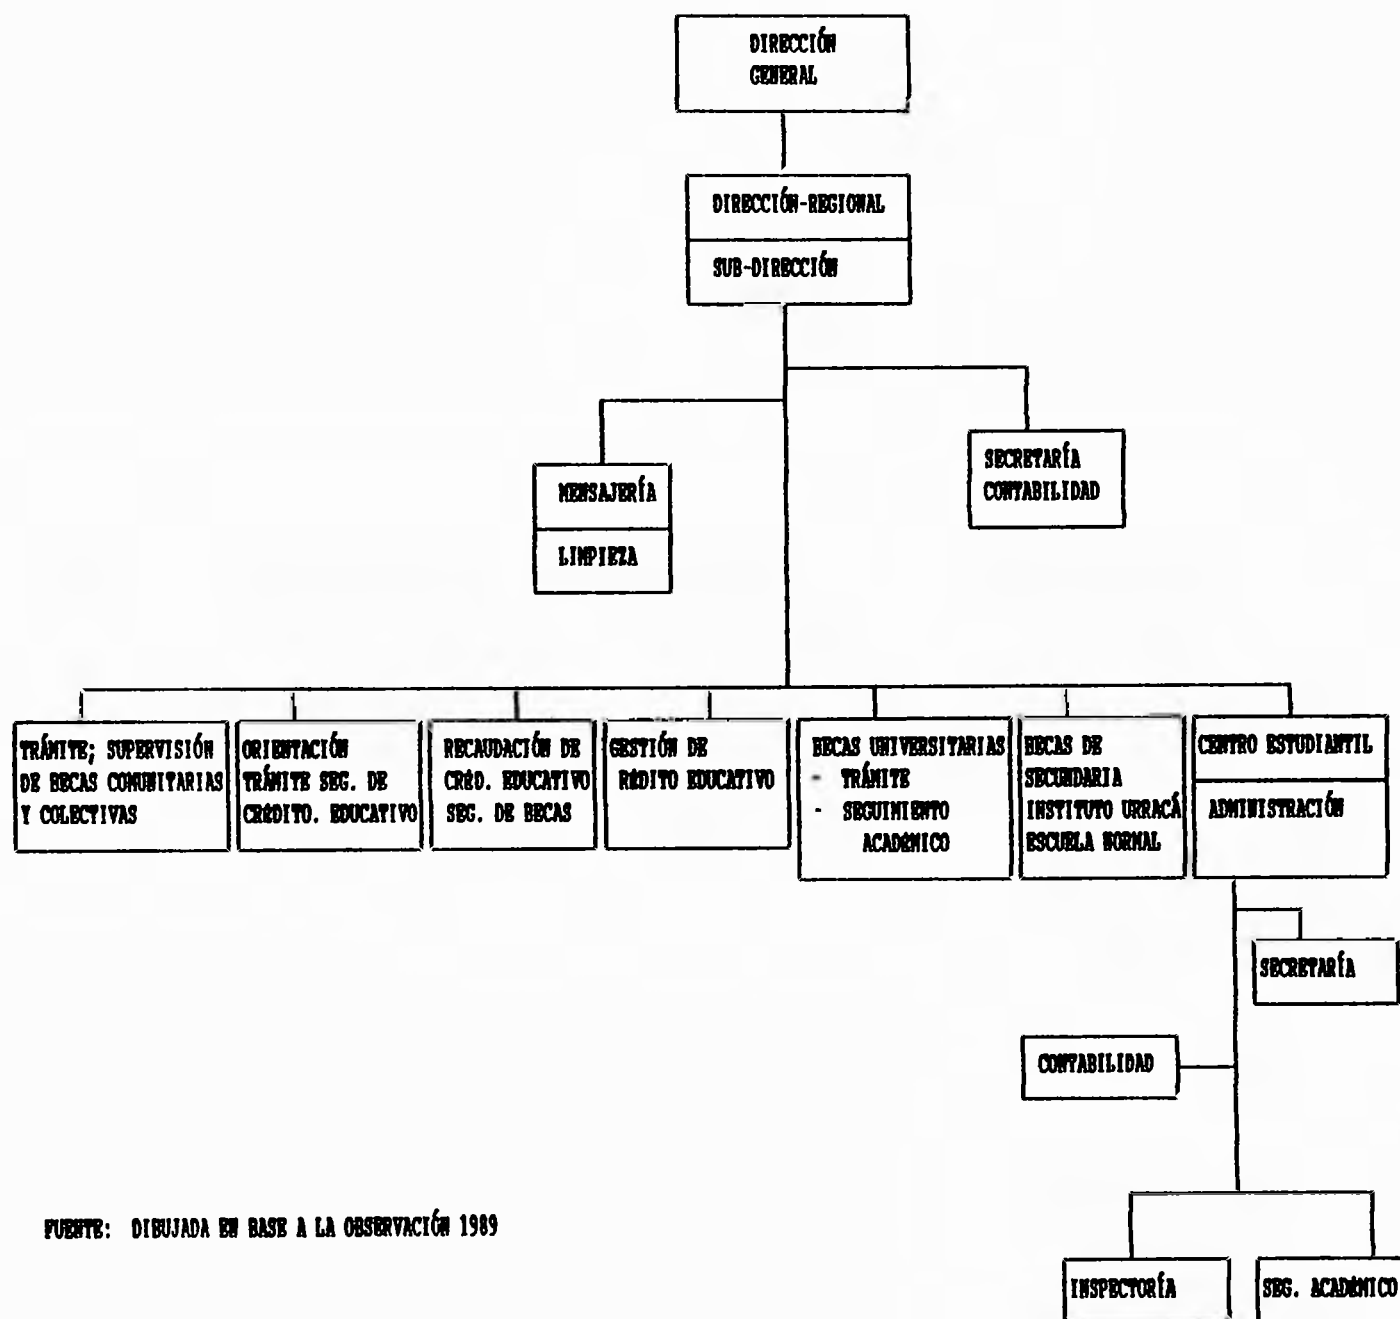 DIRECCIÓN
GENERAL
DIRECCIÓN-REGIONAL
SUB-DIRECCIÓN
SECRETARÍA
CONTABILIDAD
MENSAJERÍA
LIMPIEZA
TRÁMITE; SUPERVISIÓN
DE BECAS COMUNITARIAS
Y COLECTIVAS
ORIENTACIÓN
TRÁMITE SEG. DE
CRÉDITO. EDUCATIVO
RECAUDACIÓN DE
CRÉD. EDUCATIVO
SEG. DE BECAS
GESTIÓN DE
RÉDITO EDUCATIVO
BECAS UNIVERSITARIAS
- TRÁMITE
- SEGUIMIENTO
ACADÉMICO
BECAS DE
SECUNDARIA
INSTITUTO URRACÁ
ESCUELA NORMAL
CENTRO ESTUDIANTIL
ADMINISTRACIÓN
SECRETARÍA
CONTABILIDAD
INSPECTORÍA
SEG. ACADÉMICO
FUENTE: DIBUJADA EN BASE A LA OBSERVACIÓN 1989